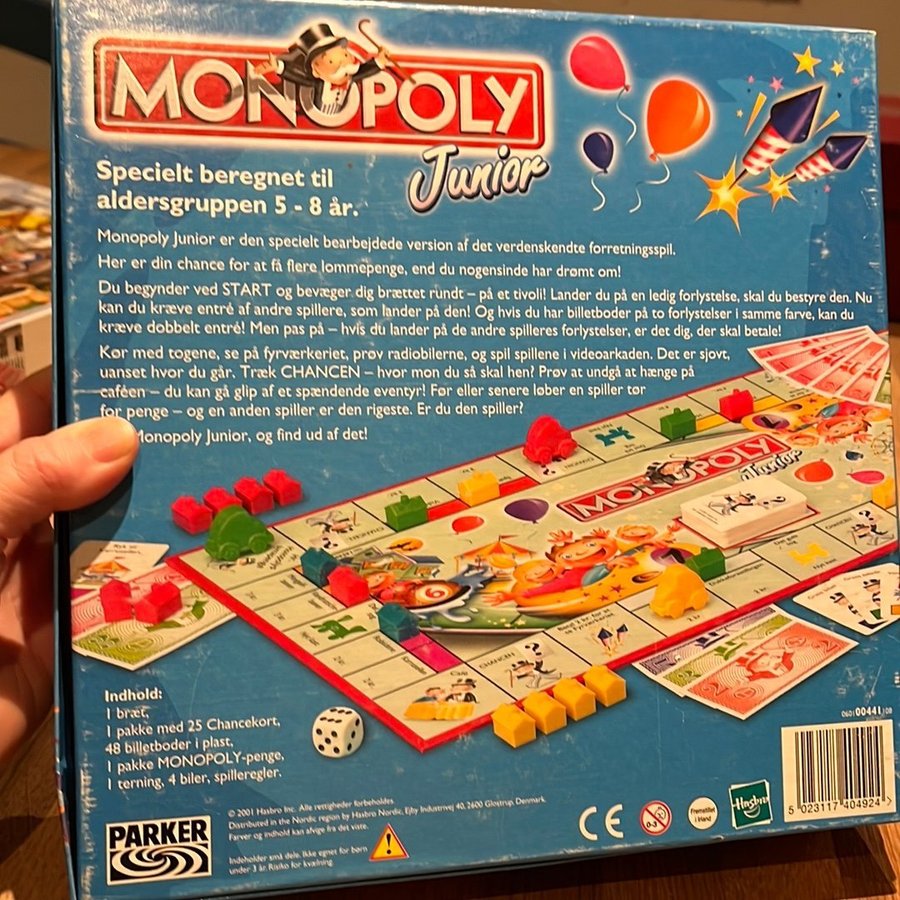 MONOPOLY
Junior
Specielt beregnet til
aldersgruppen 5 - 8 år.
Monopoly Junior er den specielt bearbejdede version af det verdenskendte forretningsspil.
Her er din chance for at få flere lommepenge, end du nogensinde har drømt om!
Du begynder ved START og bevæger dig brættet rundt – på et tivoli! Lander du på en ledig forlystelse, skal du bestyre den. Nu
kan du kræve entré af andre spillere, som lander på den! Og hvis du har billetboder på to forlystelser i samme farve, kan du
kræve dobbelt entré! Men pas på – hvis du lander på de andre spilleres forlystelser, er det dig, der skal betale!
Kør med togene, se på fyrværkeriet, prøv radiobilerne, og spil spillene i videoarkaden. Det er sjovt,
uanset hvor du går. Træk CHANCEN – hvor mon du så skal hen? Prøv at undgå at hænge på
caféen – du kan gå glip af et spændende eventyr! Før eller senere løber en spiller tør
for penge – og en anden spiller er den rigeste. Er du den spiller?
Monopoly Junior, og find ud af det!
MONOPOLY
Junior
CHANCEN
Café
Indhold:
1 bræt,
1 pakke med 25 Chancekort,
48 billetboder i plast,
1 pakke MONOPOLY-penge,
1 terning, 4 biler, spilleregler.
PARKER
© 2001 Hasbro Inc. Alle rettigheder forbeholdes.
Distributed in the Nordic region by Hasbro Nordic, Ejby Industrivej 40, 2600 Glostrup, Denmark.
Farver og indhold kan afvige fra det viste.
Indeholder små dele. Ikke egnet for børn
under 3 år. Risiko for kvælning.
CE
0-3
Fremstillet
i Irland
Hasbro
060100441108
5 023117 404924 >